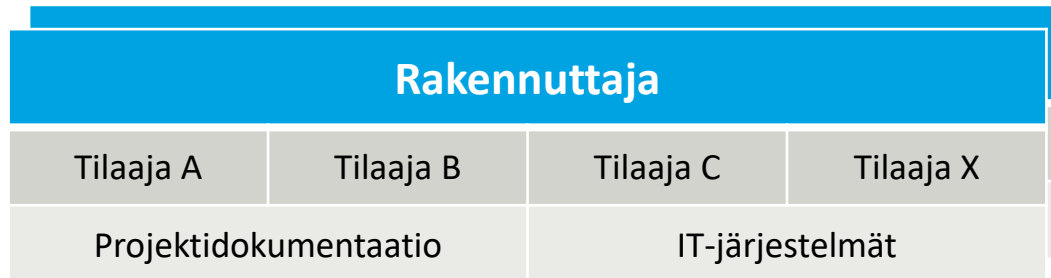 Rakennuttaja
Tilaaja A Tilaaja B Tilaaja C Tilaaja X
Projektidokumentaatio IT-järjestelmät